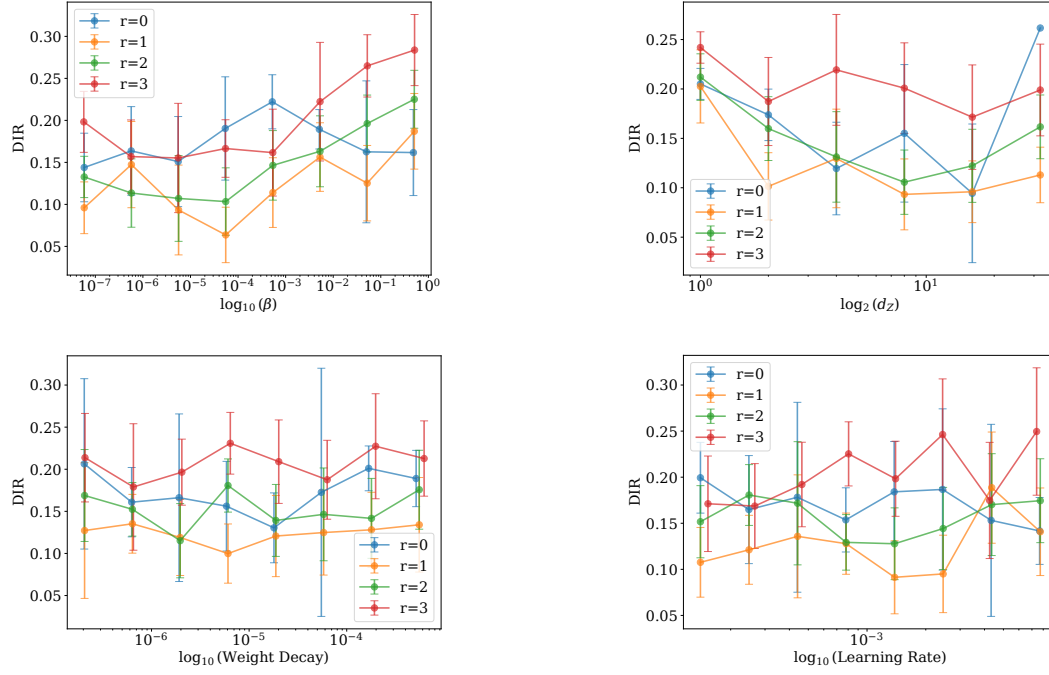 0.30
0.25
0.20
0.15
0.10
0.05
DIR
r=0
r=1
r=2
r=3
10⁻⁷ 10⁻⁶ 10⁻⁵ 10⁻⁴ 10⁻³ 10⁻² 10⁻¹ 10⁰
log₁₀(β)
0.25
0.20
0.15
0.10
0.05
DIR
r=0
r=1
r=2
r=3
10⁰ 10¹
log₂(d_Z)
0.30
0.25
0.20
0.15
0.10
0.05
DIR
r=0
r=1
r=2
r=3
10⁻⁶ 10⁻⁵ 10⁻⁴
log₁₀(Weight Decay)
0.30
0.25
0.20
0.15
0.10
0.05
DIR
r=0
r=1
r=2
r=3
10⁻³
log₁₀(Learning Rate)